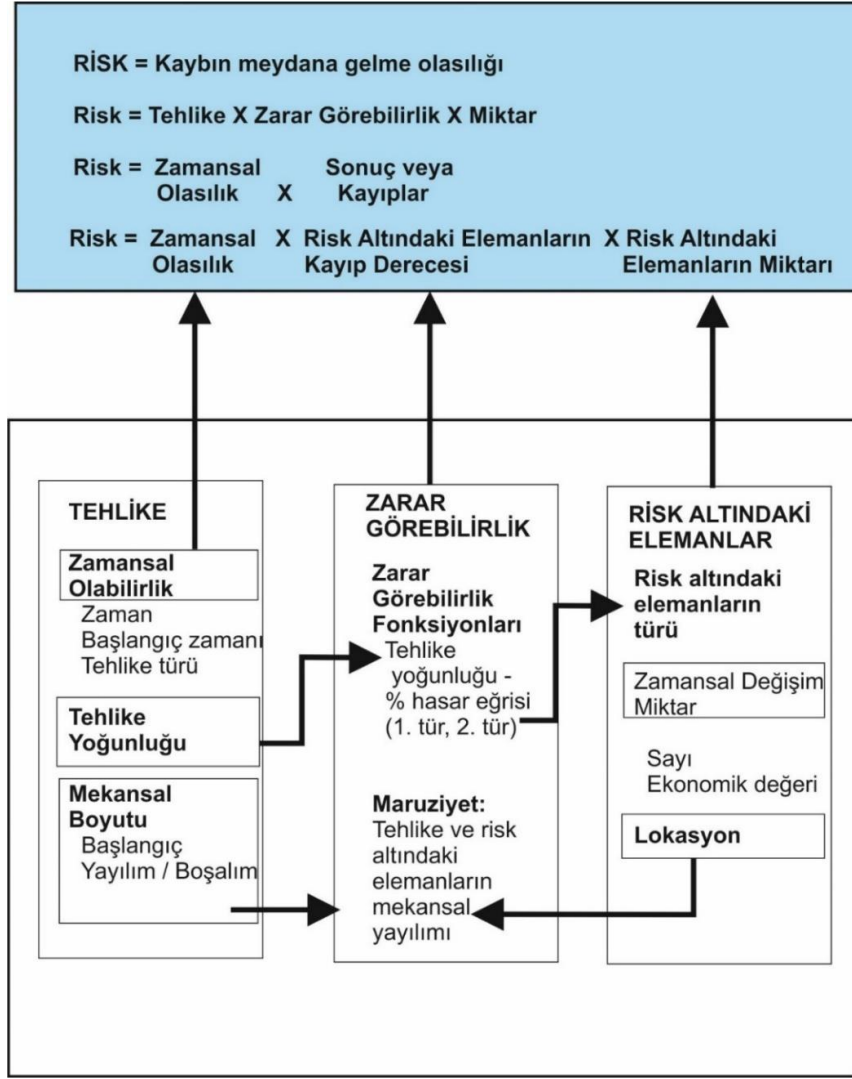 RİSK = Kaybın meydana gelme olasılığı
Risk = Tehlike X Zarar Görebilirlik X Miktar
Risk = Zamansal Sonuç veya
Olasılık X Kayıplar
Risk = Zamansal X Risk Altındaki Elemanların X Risk Altındaki
Olasılık Kayıp Derecesi Elemanların Miktarı
TEHLİKE
Zamansal
Olabilirlik
Zaman
Başlangıç zamanı
Tehlike türü
Tehlike
Yoğunluğu
Mekansal
Boyutu
Başlangıç
Yayılım / Boşalım
ZARAR
GÖREBİLİRLİK
Zarar
Görebilirlik
Fonksiyonları
Tehlike
yoğunluğu -
% hasar eğrisi
(1. tür, 2. tür)
Maruziyet:
Tehlike ve risk
altındaki
elemanların
mekansal
yayılımı
RİSK ALTINDAKİ
ELEMANLAR
Risk altındaki
elemanların
türü
Zamansal Değişim
Miktar
Sayı
Ekonomik değeri
Lokasyon